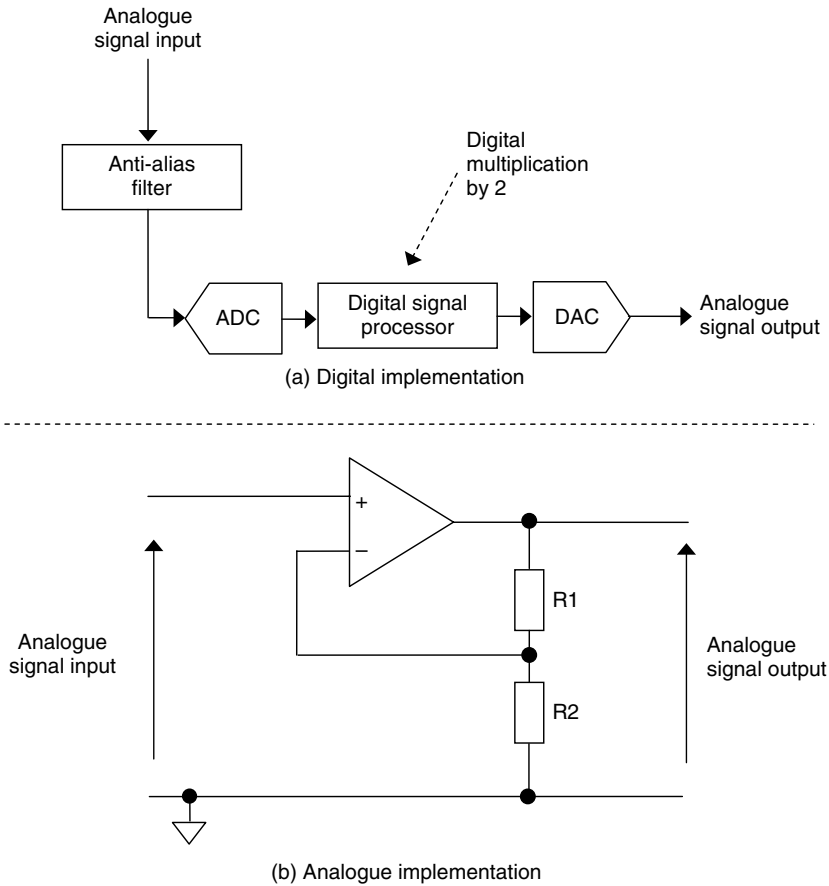 Analogue
signal input
Anti-alias
filter
Digital
multiplication
by 2
ADC
Digital signal
processor
DAC
Analogue
signal output
(a) Digital implementation
+
−
R1
Analogue
signal input
Analogue
signal output
R2
(b) Analogue implementation